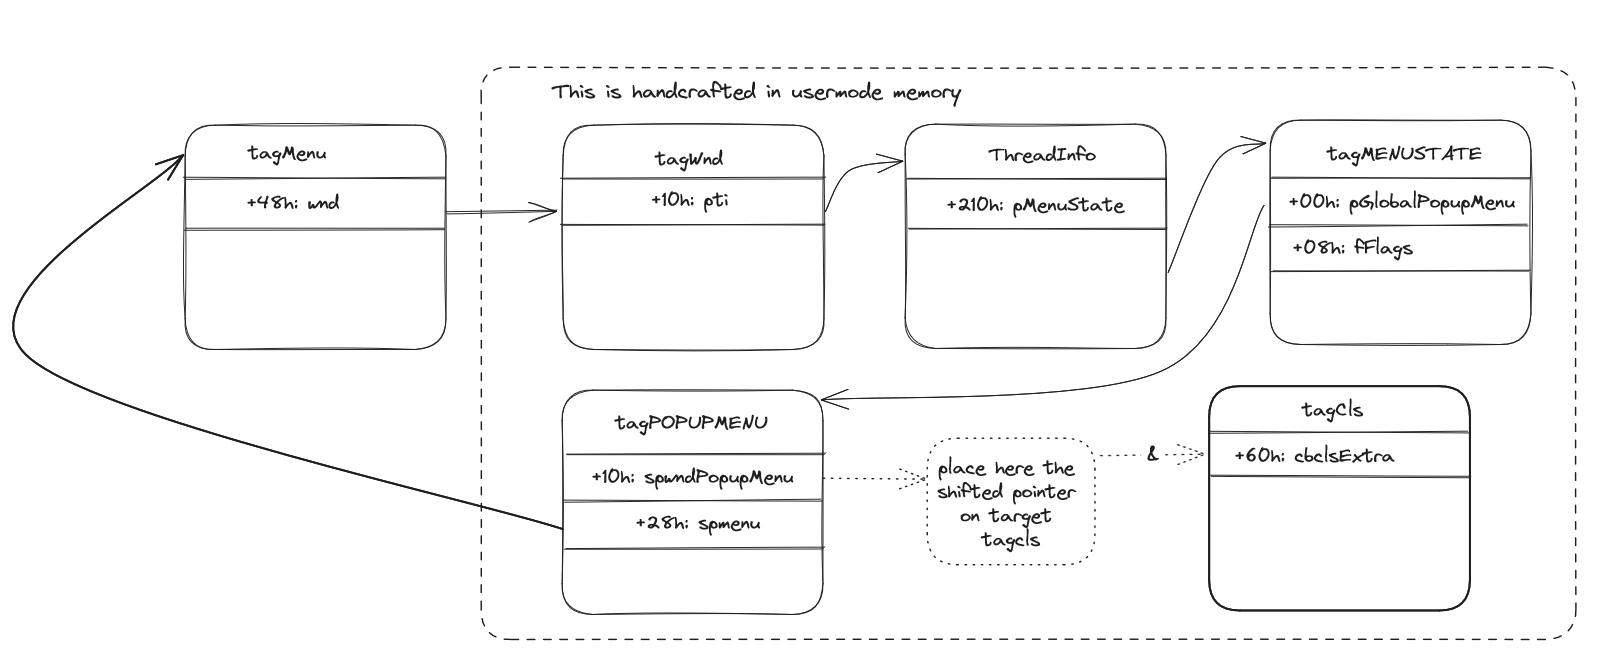 This is handcrafted in usermode memory
tagMenu
+48h: wnd
tagWnd
+10h: pti
ThreadInfo
+210h: pMenuState
tagMENUSTATE
+00h: pGlobalPopupMenu
+08h: fFlags
tagPOPUPMENU
+10h: spwndPopupMenu
+28h: spmenu
place here the
shifted pointer
on target
tagcls
&
tagCls
+60h: cbclsExtra